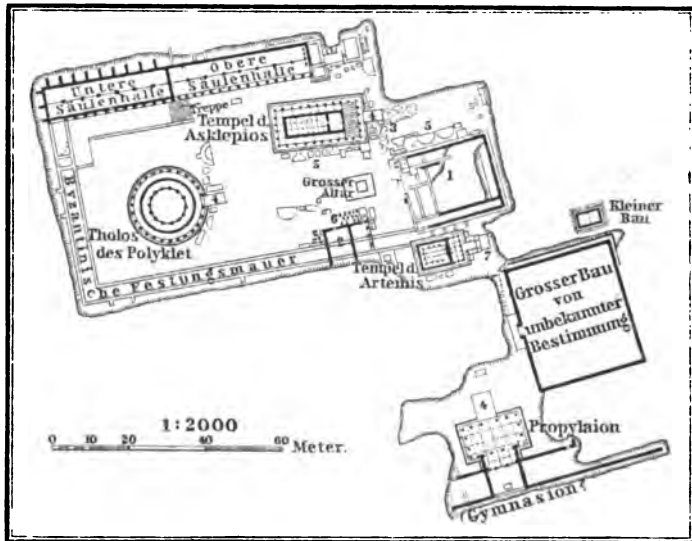 Untere
Säulenhalle
Obere
Säulenhalle
Treppe
Tempel d.
Asklepios
4
3
5
5
1
Grosser
Altar
Kleiner
Bau
4
6
Tholos
des Polyklet
Byzantinische Festungsmauer
Tempel d.
Artemis
7
Grosser Bau
von
unbekannter
Bestimmung
4
Propylaion
1:2000
0 10 20 40 60 Meter.
(Gymnasion?